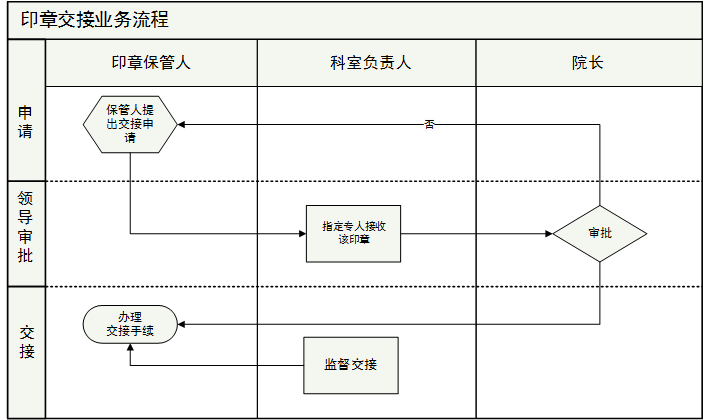 印章交接业务流程
印章保管人
科室负责人
院长
申
请
保管人提
出交接申
请
否
领
导
审
批
指定专人接收
该印章
审批
交
接
办理
交接手续
监督交接